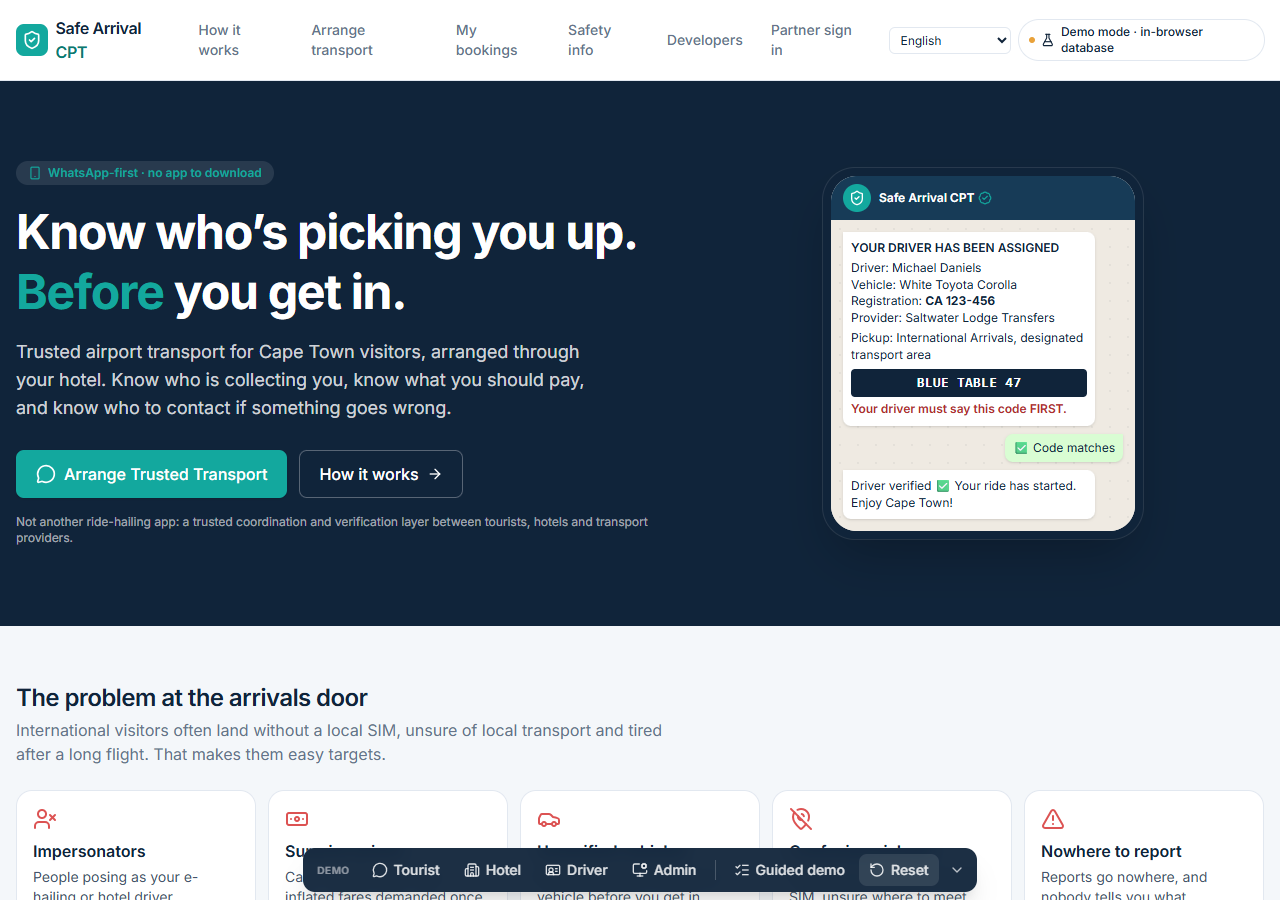 Safe Arrival
CPT
How it
works
Arrange
transport
My
bookings
Safety
info
Developers
Partner sign
in
English
Demo mode · in-browser
database
WhatsApp-first · no app to download
Know who’s picking you up.
Before you get in.
Trusted airport transport for Cape Town visitors, arranged through
your hotel. Know who is collecting you, know what you should pay,
and know who to contact if something goes wrong.
Arrange Trusted Transport
How it works
Not another ride-hailing app: a trusted coordination and verification layer between tourists, hotels and transport
providers.
Safe Arrival CPT
YOUR DRIVER HAS BEEN ASSIGNED
Driver: Michael Daniels
Vehicle: White Toyota Corolla
Registration: CA 123-456
Provider: Saltwater Lodge Transfers
Pickup: International Arrivals, designated
transport area
BLUE TABLE 47
Your driver must say this code FIRST.
✅ Code matches
Driver verified ✅ Your ride has started.
Enjoy Cape Town!
The problem at the arrivals door
International visitors often land without a local SIM, unsure of local transport and tired
after a long flight. That makes them easy targets.
Impersonators
People posing as your e-
hailing or hotel driver
inflated fares demanded once
vehicle before you get in
SIM, unsure where to meet
Nowhere to report
Reports go nowhere, and
nobody tells you what
DEMO
Tourist
Hotel
Driver
Admin
Guided demo
Reset